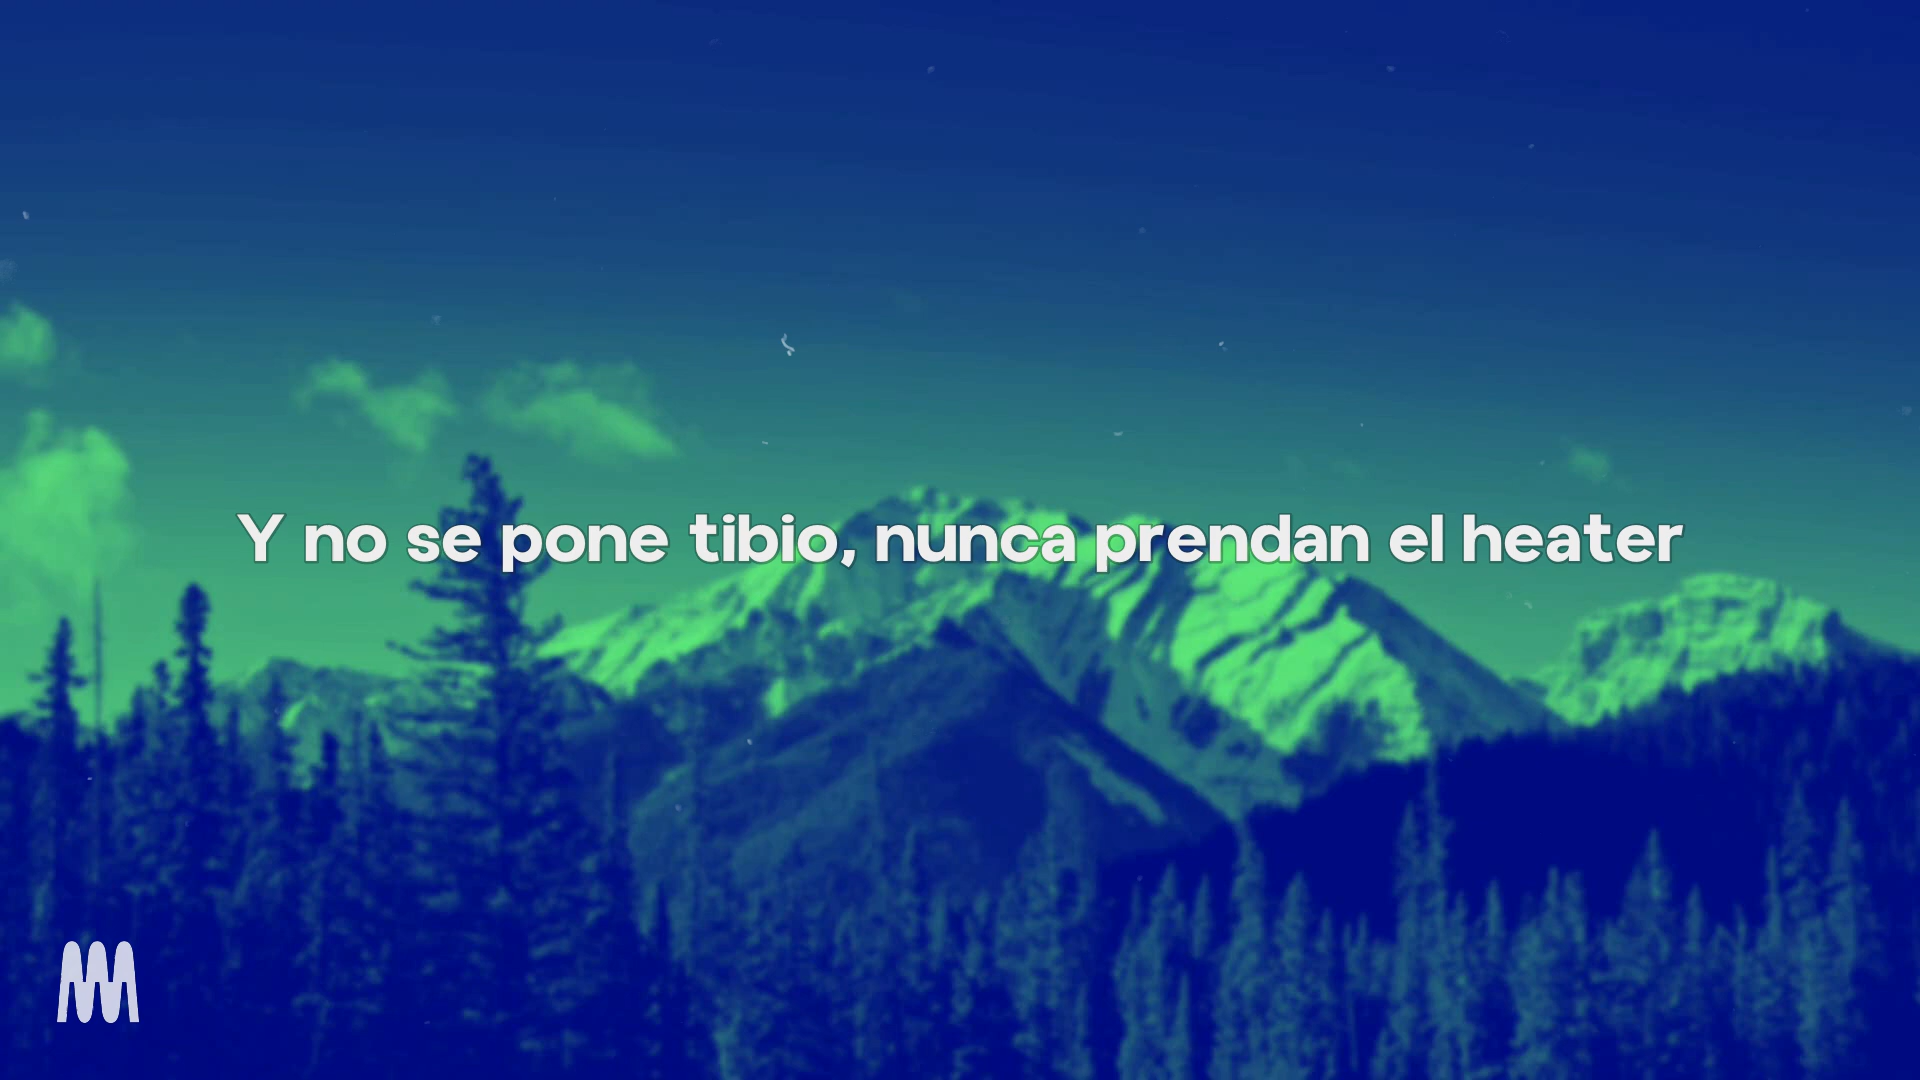 Y no se pone tibio, nunca prendan el heater